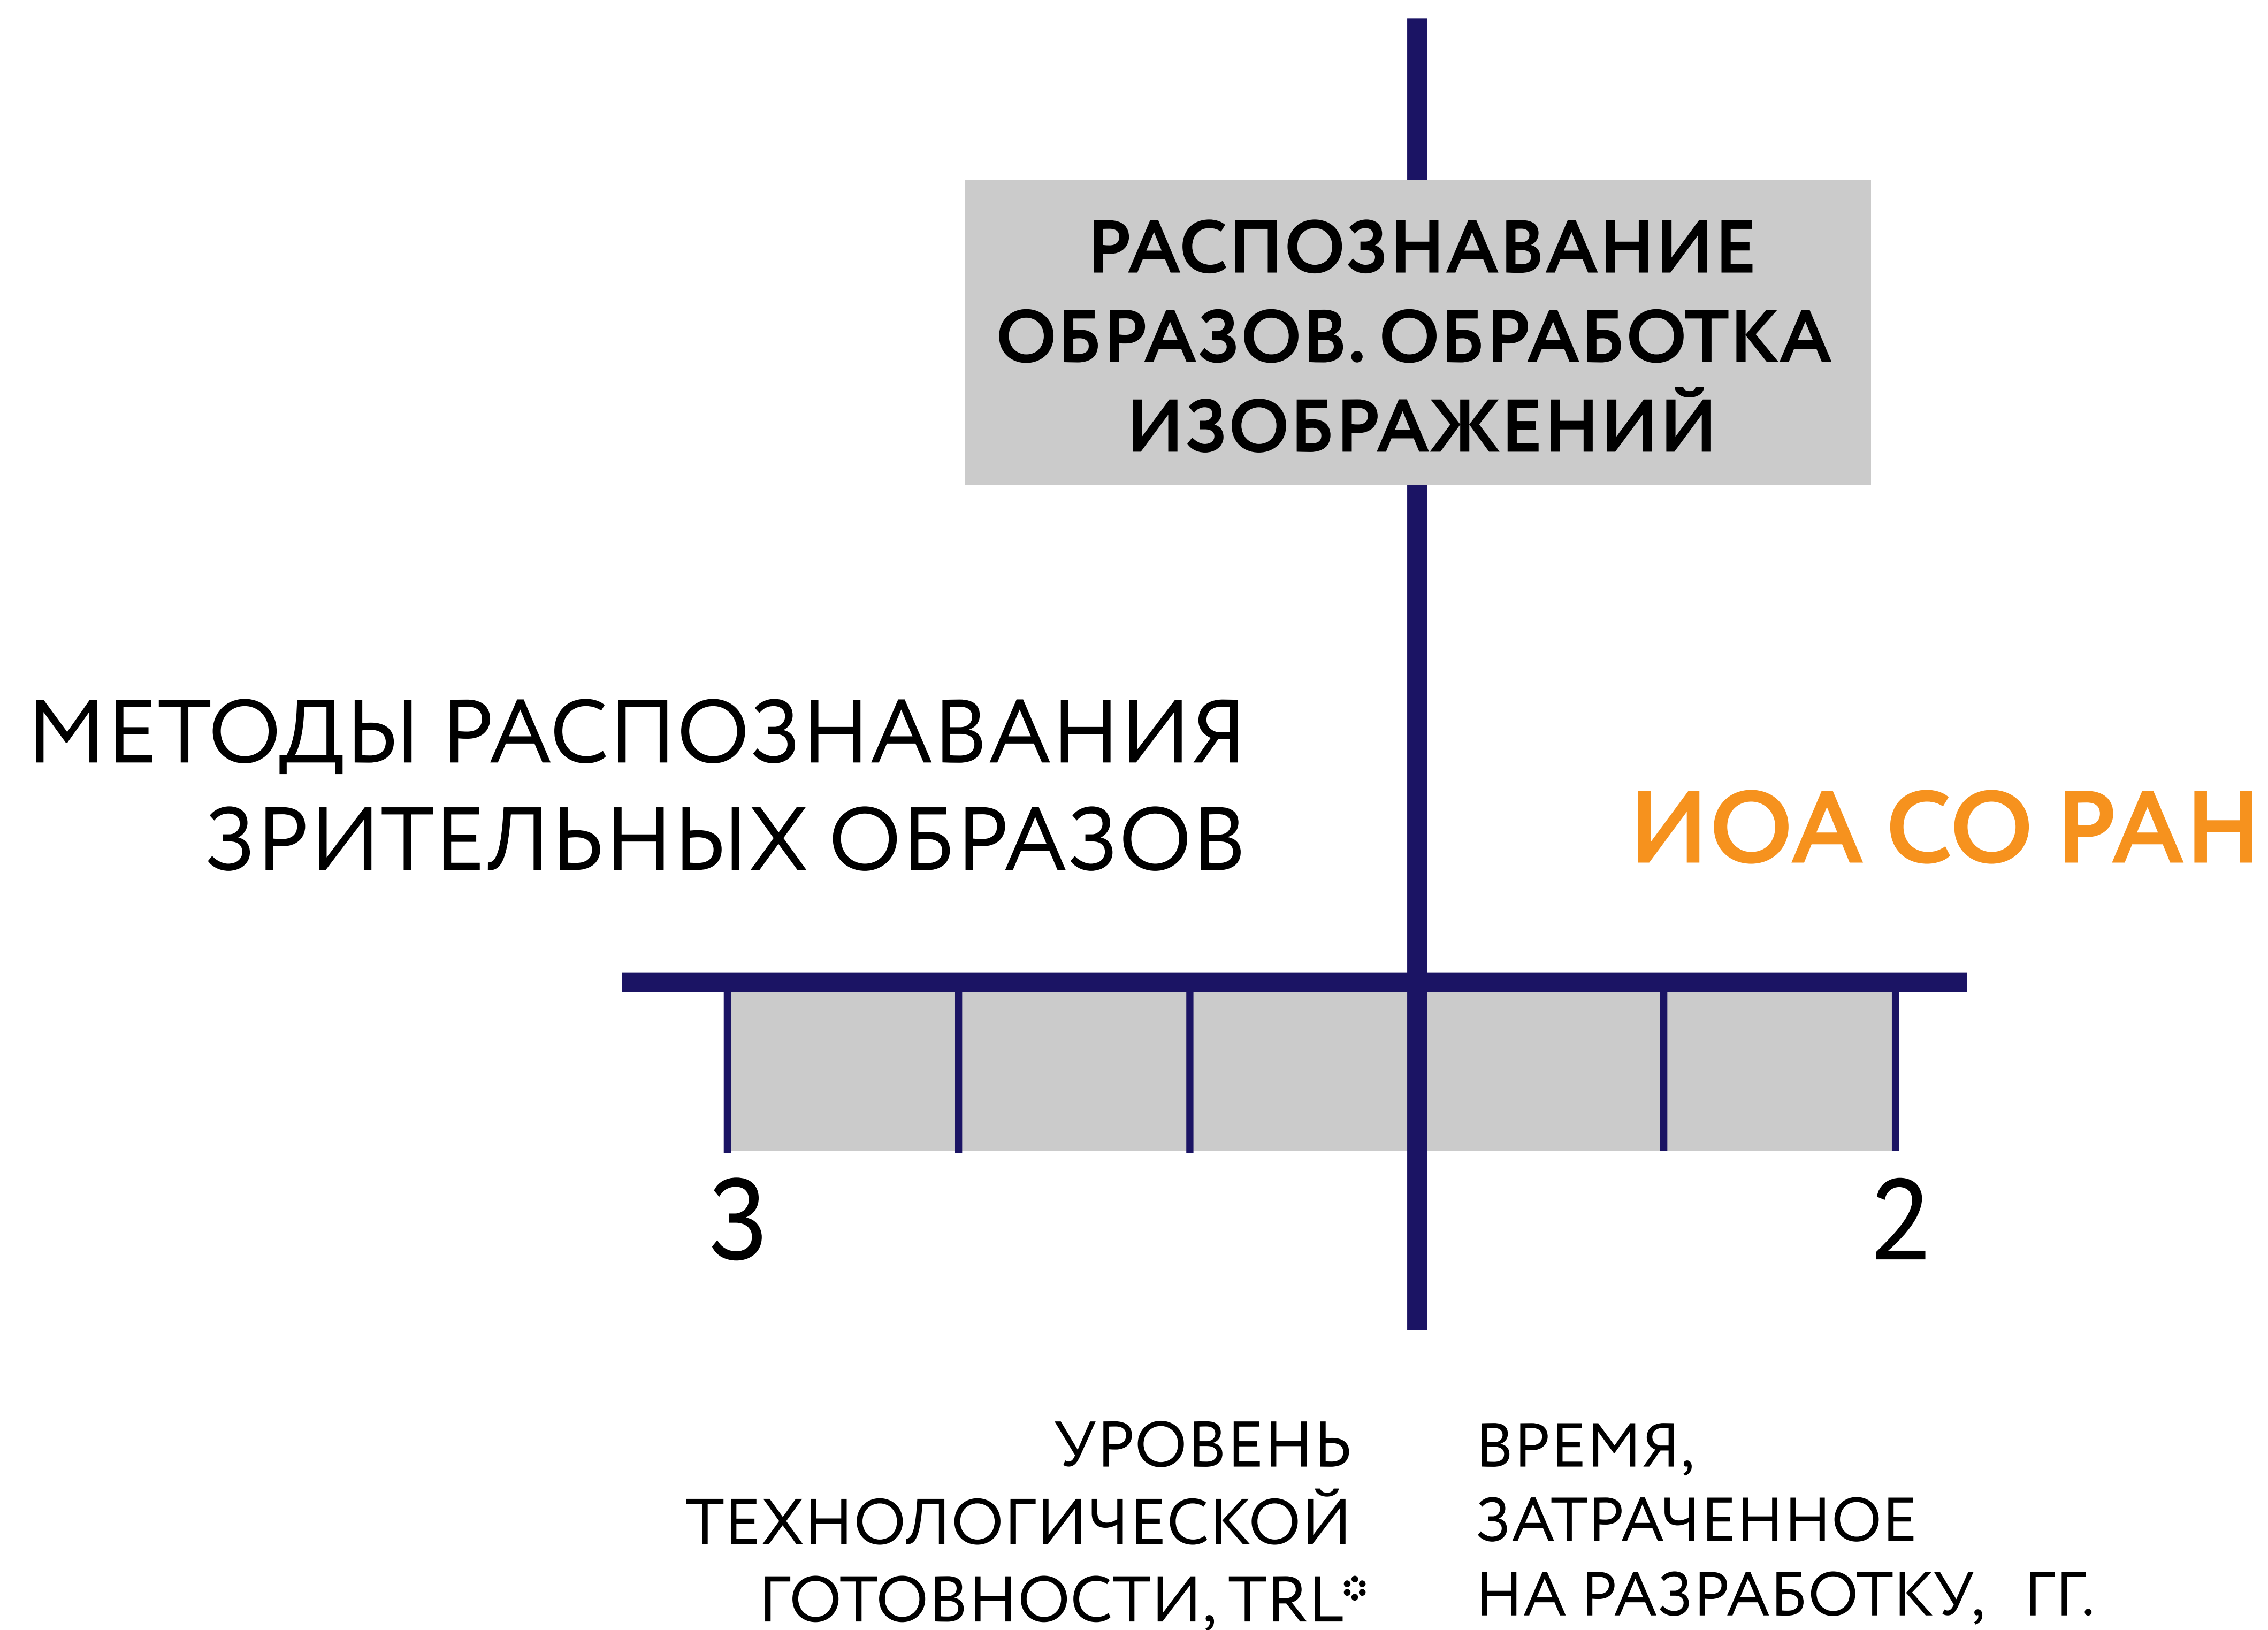 РАСПОЗНАВАНИЕ
ОБРАЗОВ. ОБРАБОТКА
ИЗОБРАЖЕНИЙ
МЕТОДЫ РАСПОЗНАВАНИЯ
ЗРИТЕЛЬНЫХ ОБРАЗОВ
ИОА СО РАН
3
2
УРОВЕНЬ
ТЕХНОЛОГИЧЕСКОЙ
ГОТОВНОСТИ, TRL*
ВРЕМЯ,
ЗАТРАЧЕННОЕ
НА РАЗРАБОТКУ, ГГ.